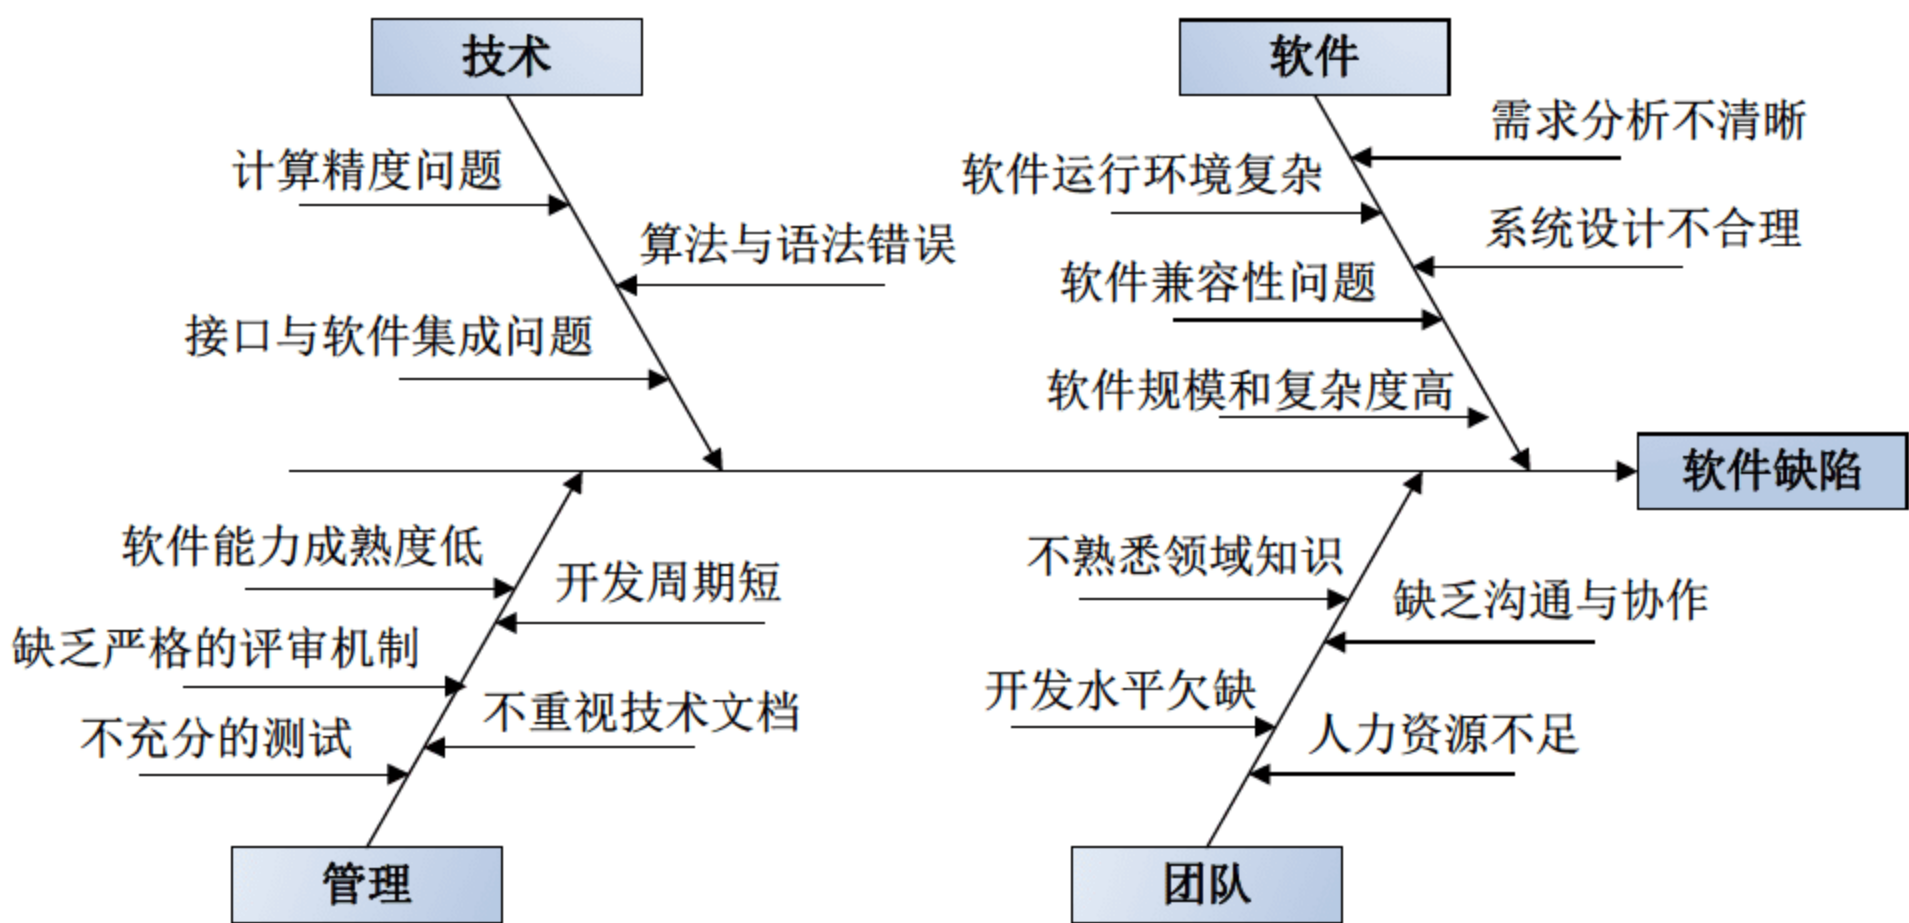 技术
软件
需求分析不清晰
计算精度问题
软件运行环境复杂
算法与语法错误
系统设计不合理
软件兼容性问题
接口与软件集成问题
软件规模和复杂度高
软件缺陷
软件能力成熟度低
不熟悉领域知识
开发周期短
缺乏沟通与协作
缺乏严格的评审机制
开发水平欠缺
不重视技术文档
不充分的测试
人力资源不足
管理
团队